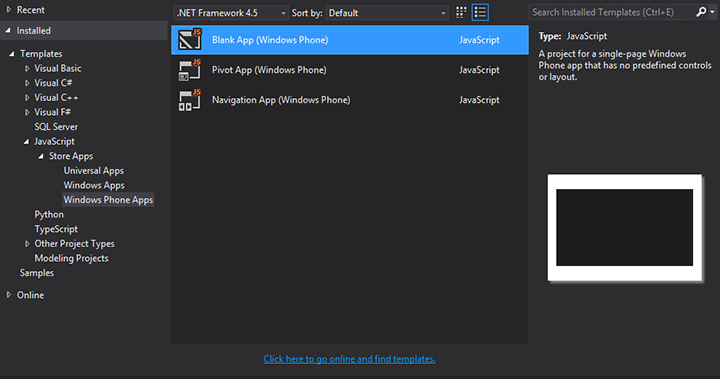 Recent
Installed
Templates
Visual Basic
Visual C#
Visual C++
Visual F#
SQL Server
JavaScript
Store Apps
Universal Apps
Windows Apps
Windows Phone Apps
Python
TypeScript
Other Project Types
Modeling Projects
Samples
Online
.NET Framework 4.5 Sort by: Default
JS Blank App (Windows Phone) JavaScript
JS Pivot App (Windows Phone) JavaScript
JS Navigation App (Windows Phone) JavaScript
Click here to go online and find templates.
Search Installed Templates (Ctrl+E)
Type: JavaScript
A project for a single-page Windows
Phone app that has no predefined controls
or layout.